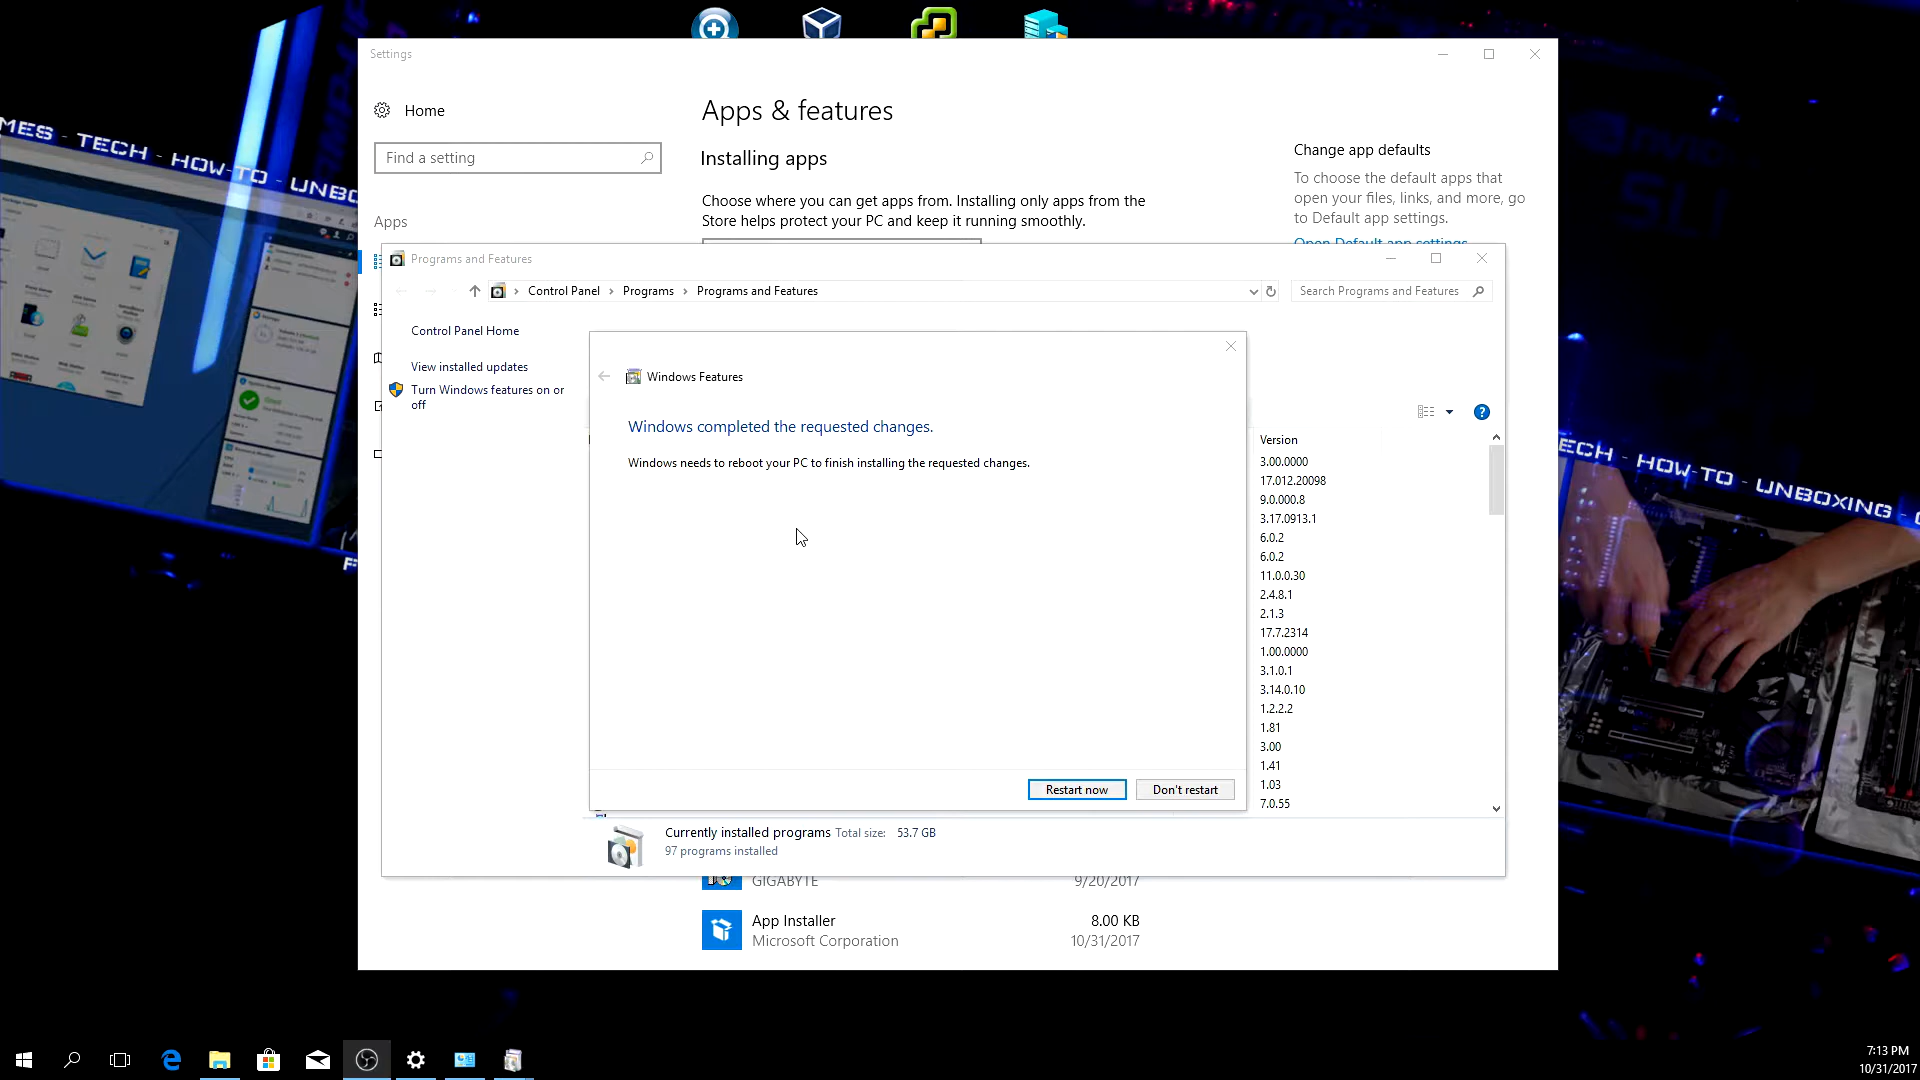 MES - TECH - HOW-TO - UNBO
Settings
Home
Find a setting
Apps
Apps & features
Installing apps
Choose where you can get apps from. Installing only apps from the
Store helps protect your PC and keep it running smoothly.
Change app defaults
To choose the default apps that
open your files, links, and more, go
to Default app settings.
Open Default app settings
Programs and Features
Control Panel
Programs
Programs and Features
Search Programs and Features
Control Panel Home
View installed updates
Turn Windows features on or
off
Windows Features
Windows completed the requested changes.
Windows needs to reboot your PC to finish installing the requested changes.
Restart now
Don't restart
Version
3.00.0000
17.012.20098
9.0.000.8
3.17.0913.1
6.0.2
6.0.2
11.0.0.30
2.4.8.1
2.1.3
17.7.2314
1.00.0000
3.1.0.1
3.14.0.10
1.2.2.2
1.81
3.00
1.41
1.03
7.0.55
Currently installed programs Total size: 53.7 GB
97 programs installed
GIGABYTE
9/20/2017
App Installer
8.00 KB
Microsoft Corporation
10/31/2017
NVIDIA
SLI
ECH - HOW-TO - UNBOXING -
7:13 PM
10/31/2017